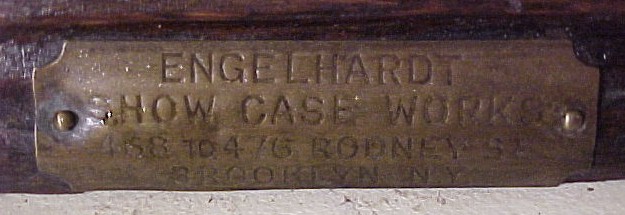 ENGELHARDT
SHOW CASE WORKS
468 TO 476 RODNEY ST
BROOKLYN N.Y.